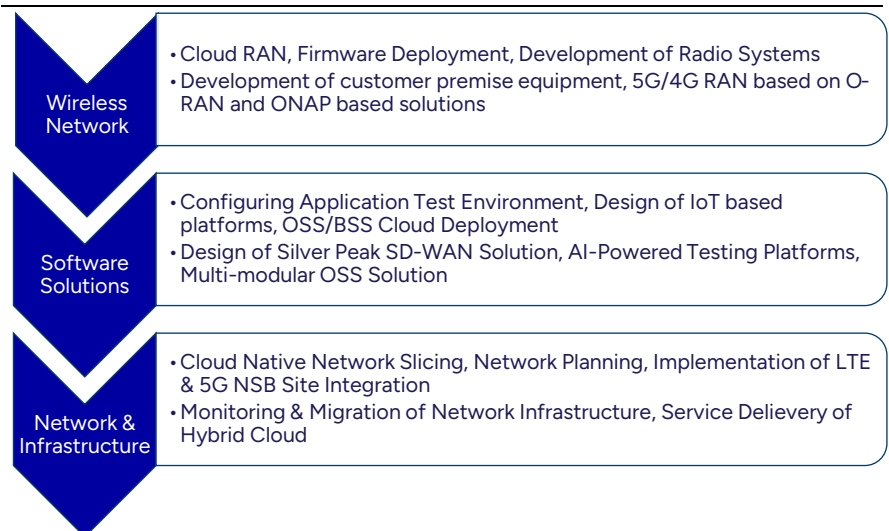 Wireless
Network
• Cloud RAN, Firmware Deployment, Development of Radio Systems
• Development of customer premise equipment, 5G/4G RAN based on O-
RAN and ONAP based solutions
Software
Solutions
• Configuring Application Test Environment, Design of IoT based
platforms, OSS/BSS Cloud Deployment
• Design of Silver Peak SD-WAN Solution, AI-Powered Testing Platforms,
Multi-modular OSS Solution
Network &
Infrastructure
• Cloud Native Network Slicing, Network Planning, Implementation of LTE
& 5G NSB Site Integration
• Monitoring & Migration of Network Infrastructure, Service Delievery of
Hybrid Cloud